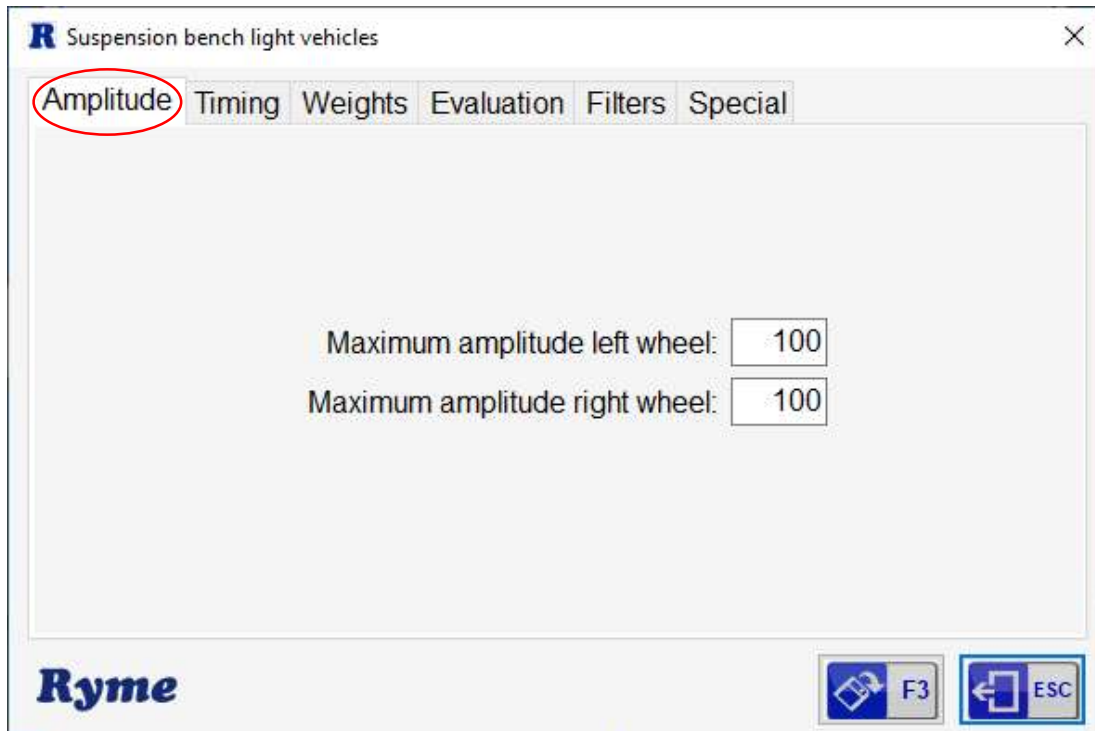 R Suspension bench light vehicles
Amplitude Timing Weights Evaluation Filters Special
Maximum amplitude left wheel: 100
Maximum amplitude right wheel: 100
Ryme F3 ESC